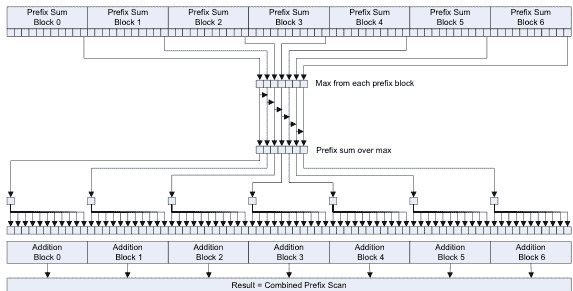 Prefix Sum Block 0
Prefix Sum Block 1
Prefix Sum Block 2
Prefix Sum Block 3
Prefix Sum Block 4
Prefix Sum Block 5
Prefix Sum Block 6
Max from each prefix block
Prefix sum over max
Addition Block 0
Addition Block 1
Addition Block 2
Addition Block 3
Addition Block 4
Addition Block 5
Addition Block 6
Result = Combined Prefix Scan